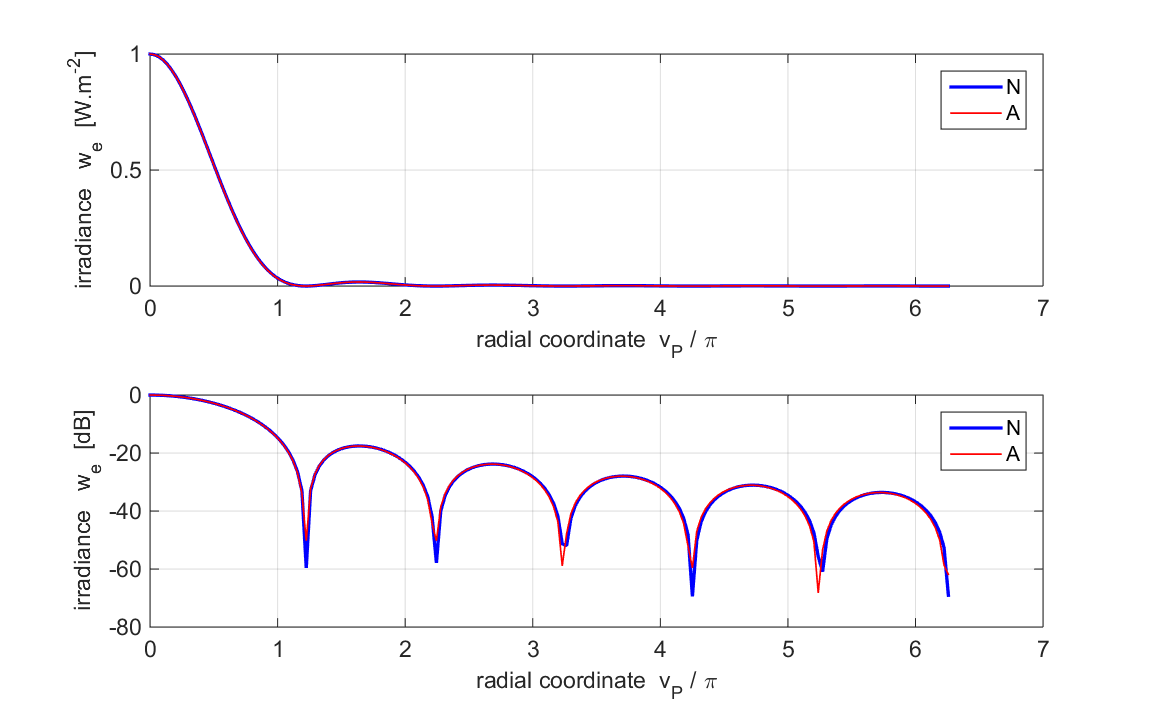 irradiance w_e [W.m^-2]
1
0.5
0
N
A
0 1 2 3 4 5 6 7
radial coordinate v_P / π
irradiance w_e [dB]
0
-20
-40
-60
-80
N
A
0 1 2 3 4 5 6 7
radial coordinate v_P / π